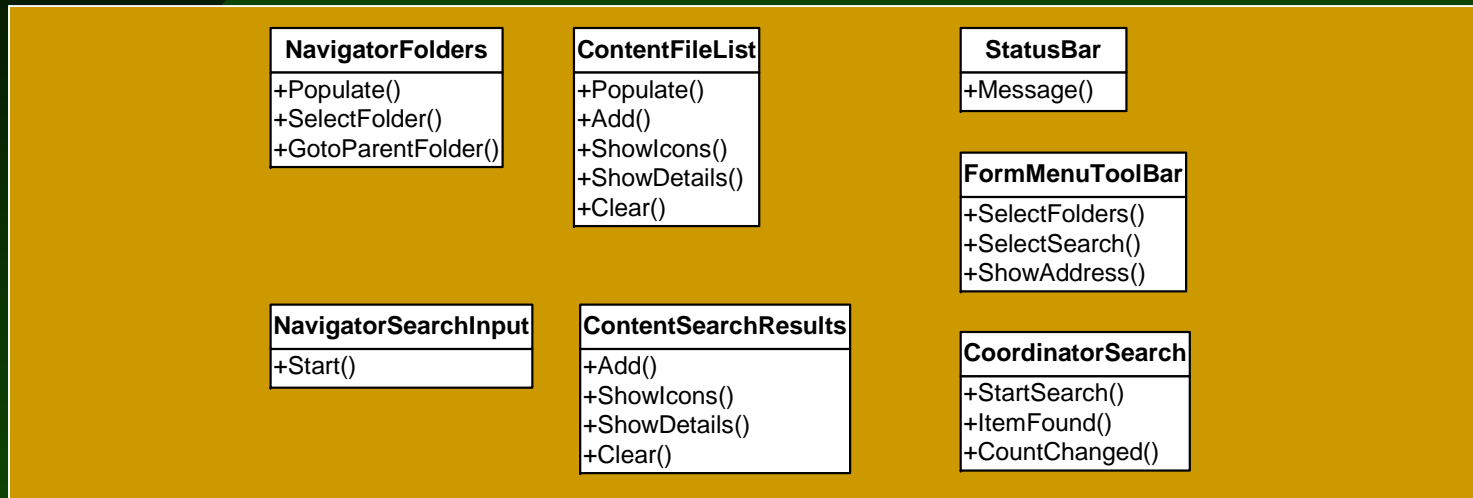 NavigatorFolders
+Populate()
+SelectFolder()
+GotoParentFolder()
ContentFileList
+Populate()
+Add()
+ShowIcons()
+ShowDetails()
+Clear()
StatusBar
+Message()
FormMenuToolBar
+SelectFolders()
+SelectSearch()
+ShowAddress()
NavigatorSearchInput
+Start()
ContentSearchResults
+Add()
+ShowIcons()
+ShowDetails()
+Clear()
CoordinatorSearch
+StartSearch()
+ItemFound()
+CountChanged()